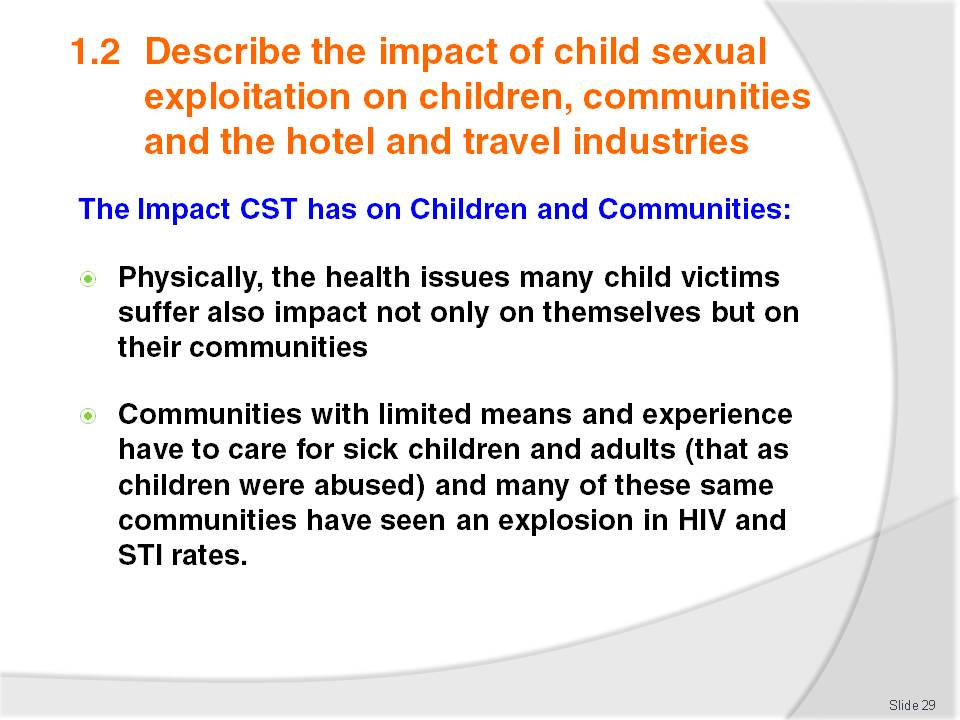 1.2 Describe the impact of child sexual
exploitation on children, communities
and the hotel and travel industries
The Impact CST has on Children and Communities:
Physically, the health issues many child victims
suffer also impact not only on themselves but on
their communities
Communities with limited means and experience
have to care for sick children and adults (that as
children were abused) and many of these same
communities have seen an explosion in HIV and
STI rates.
Slide 29